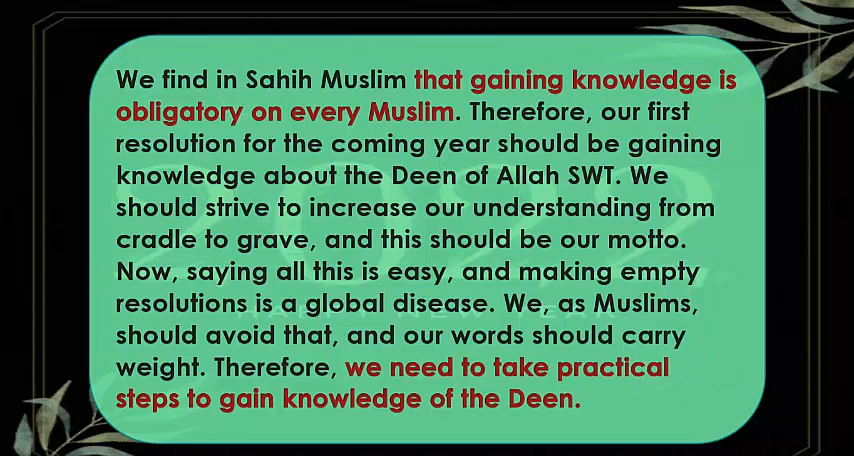 We find in Sahih Muslim that gaining knowledge is
obligatory on every Muslim. Therefore, our first
resolution for the coming year should be gaining
knowledge about the Deen of Allah SWT. We
should strive to increase our understanding from
cradle to grave, and this should be our motto.
Now, saying all this is easy, and making empty
resolutions is a global disease. We, as Muslims,
should avoid that, and our words should carry
weight. Therefore, we need to take practical
steps to gain knowledge of the Deen.
2022
HAPPY NEW YEAR